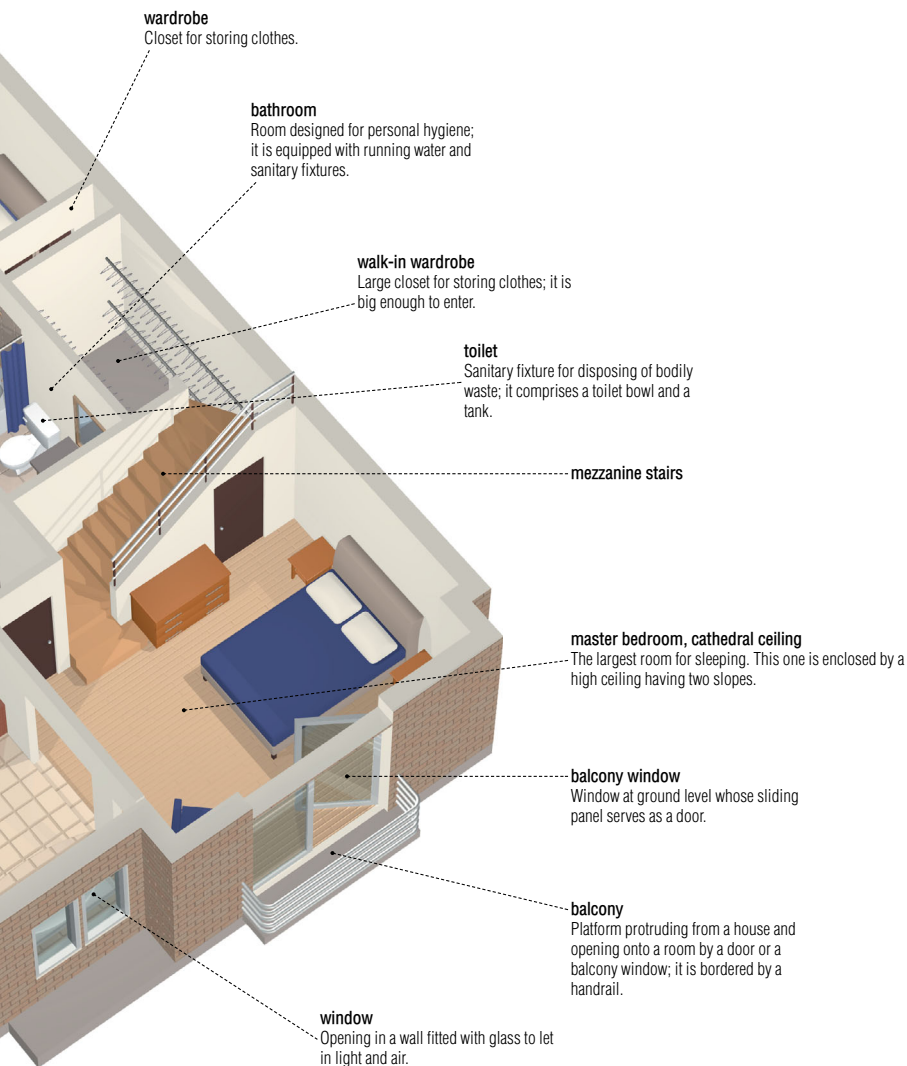 wardrobe
Closet for storing clothes.
bathroom
Room designed for personal hygiene;
it is equipped with running water and
sanitary fixtures.
walk-in wardrobe
Large closet for storing clothes; it is
big enough to enter.
toilet
Sanitary fixture for disposing of bodily
waste; it comprises a toilet bowl and a
tank.
mezzanine stairs
master bedroom, cathedral ceiling
The largest room for sleeping. This one is enclosed by a
high ceiling having two slopes.
balcony window
Window at ground level whose sliding
panel serves as a door.
balcony
Platform protruding from a house and
opening onto a room by a door or a
balcony window; it is bordered by a
handrail.
window
Opening in a wall fitted with glass to let
in light and air.